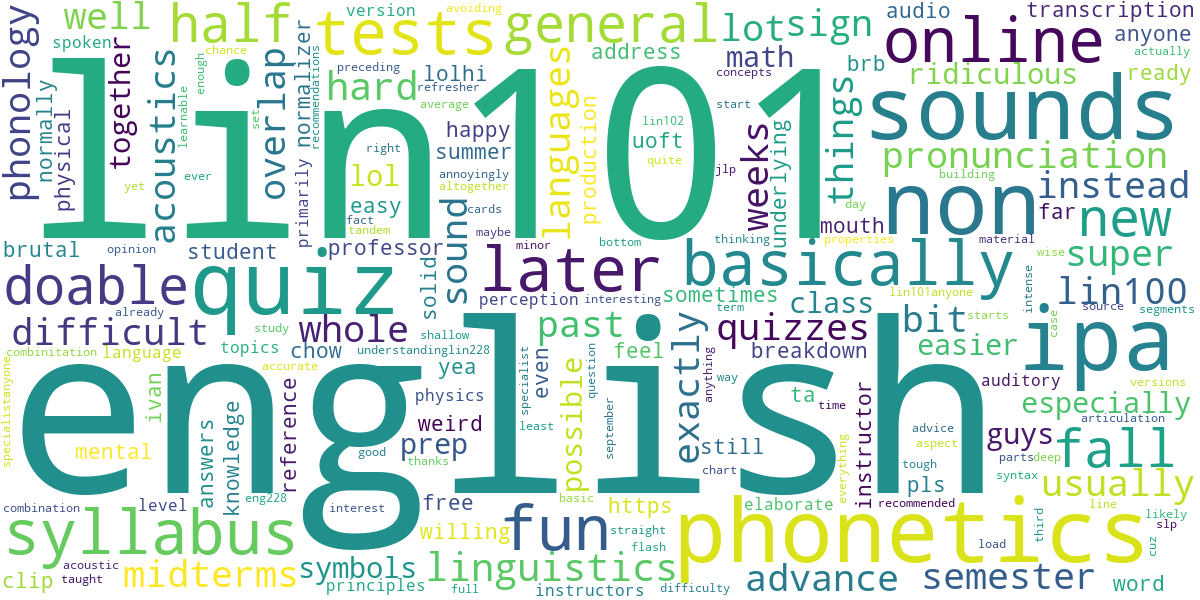 phonology
spoken
well
half
version
avoiding
tests
general
lot
sign
audio
transcription
anyone
actually
lin101
together
normally
physical
acoustics
chance
enough
learnable
set
overlap
primarily
normalizer
recommendations
preceding
refresher
hard
lolhi
average
address
math
brb
concepts
online
ridiculous
ready
sounds
languages
production
happy
summer
lol
start
lin102
uoft
quite
right
annoyingly
altogether
jlp
weeks
underlying
things
pronunciation
building
non
instead
yet
ever
easy
fact
tandem
cards
maybe
day
mouth
far
new
brutal
opinion
student
professor
sound
minor
bottom
thinking
properties
material
wise
super
doable
quiz
solid
later
basically
intense
already
study
perception
interesting
sometimes
term
class
lin101anyone
lin100
source
segments
difficult
whole
shallow
past
exactly
quizzes
bit
starts
case
easier
ipa
combinitation
language
topics
chow
understandinglin228
accurate
yea
even
feel
breakdown
anything
way
auditory
versions
english
specialistanyone
ivan
answers
knowledge
reference
physics
specialist
least
possible
question
september
ta
time
instructor
advice
aspect
especially
articulation
mental
weird
prep
good
thanks
still
chart
everything
guys
parts
deep
fall
tough
syntax
pls
usually
combination
level
eng228
interest
free
basic
https
elaborate
recommended
line
likely
syllabus
willing
fun
straight
flash
phonetics
load
third
cuz
slp
acoustic
taught
clip
midterms
symbols
principles
linguistics
full
instructors
difficulty
advance
semester
word